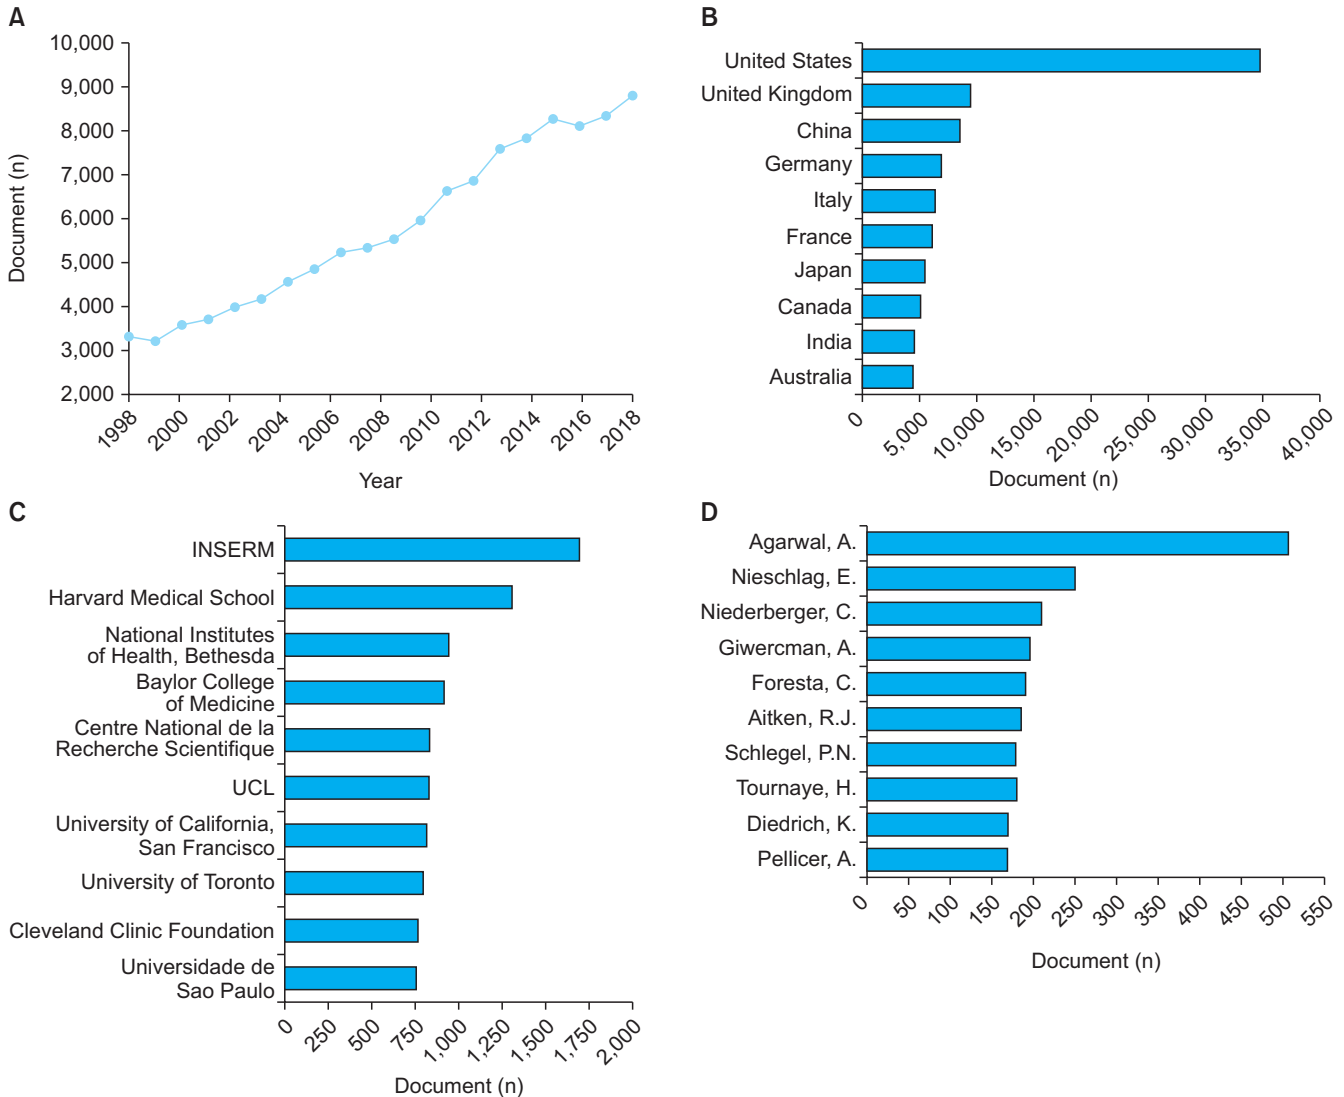 A
10,000
9,000
8,000
7,000
6,000
5,000
4,000
3,000
2,000
Document (n)
1998
2000
2002
2004
2006
2008
2010
2012
2014
2016
2018
Year
B
United States
United Kingdom
China
Germany
Italy
France
Japan
Canada
India
Australia
0
5,000
10,000
15,000
20,000
25,000
30,000
35,000
40,000
Document (n)
C
INSERM
Harvard Medical School
National Institutes
of Health, Bethesda
Baylor College
of Medicine
Centre National de la
Recherche Scientifique
UCL
University of California,
San Francisco
University of Toronto
Cleveland Clinic Foundation
Universidade de
Sao Paulo
0
250
500
750
1,000
1,250
1,500
1,750
2,000
Document (n)
D
Agarwal, A.
Nieschlag, E.
Niederberger, C.
Giwercman, A.
Foresta, C.
Aitken, R.J.
Schlegel, P.N.
Tournaye, H.
Diedrich, K.
Pellicer, A.
0
50
100
150
200
250
300
350
400
450
500
550
Document (n)